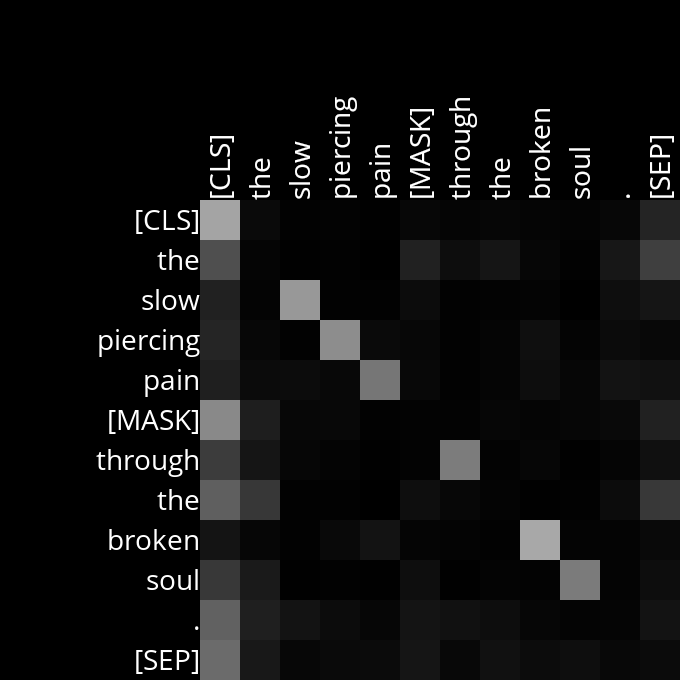 [CLS] the slow piercing pain [MASK] through the broken soul . [SEP]
[CLS]
the
slow
piercing
pain
[MASK]
through
the
broken
soul
.
[SEP]